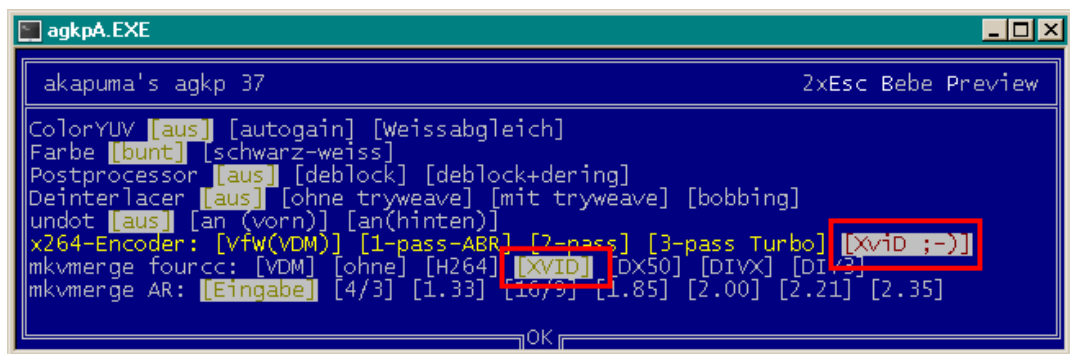 agkpA.EXE
akapuma's agkp 37 2xEsc Bebe Preview
ColorYUV [aus] [autogain] [Weissabgleich]
Farbe [bunt] [schwarz-weiss]
Postprocessor [aus] [deblock] [deblock+dering]
Deinterlacer [aus] [ohne tryweave] [mit tryweave] [bobbing]
undot [aus] [an (vorn)] [an(hinten)]
x264-Encoder: [VfW(VDM)] [1-pass-ABR] [2-pass] [3-pass Turbo] [XviD ;-)]
mkvmerge fourcc: [VDM] [ohne] [H264] [XVID] [DX50] [DIVX] [DIV3]
mkvmerge AR: [Eingabe] [4/3] [1.33] [16/9] [1.85] [2.00] [2.21] [2.35]
OK